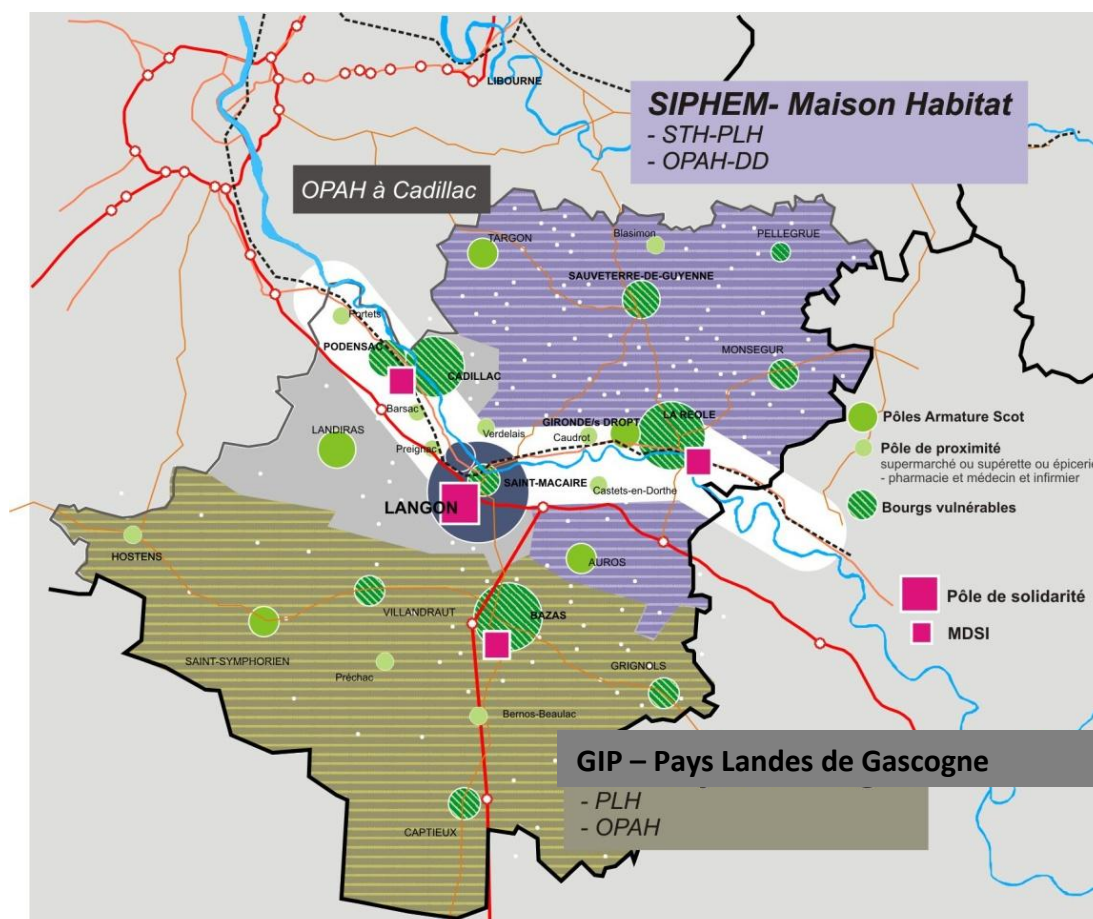 LIBOURNE
SIPHEM- Maison Habitat
- STH-PLH
- OPAH-DD
OPAH à Cadillac
TARGON
Blasimon
PELLEGRUE
SAUVETERRE-DE-GUYENNE
Portets
PODENSAC
CADILLAC
MONSEGUR
Barsac
LANDIRAS
Preignac
Verdelais
GIRONDE/s DROPT
Caudrot
LA REOLE
SAINT-MACAIRE
Castets-en-Dorthe
LANGON
Pôles Armature Scot
Pôle de proximité
supermarché ou supérette ou épicerie
- pharmacie et médecin et infirmier
Bourgs vulnérables
HOSTENS
AUROS
VILLANDRAUT
BAZAS
Pôle de solidarité
MDSI
SAINT-SYMPHORIEN
Préchac
GRIGNOLS
Bernos-Beaulac
GIP – Pays Landes de Gascogne
- PLH
- OPAH
CAPTIEUX